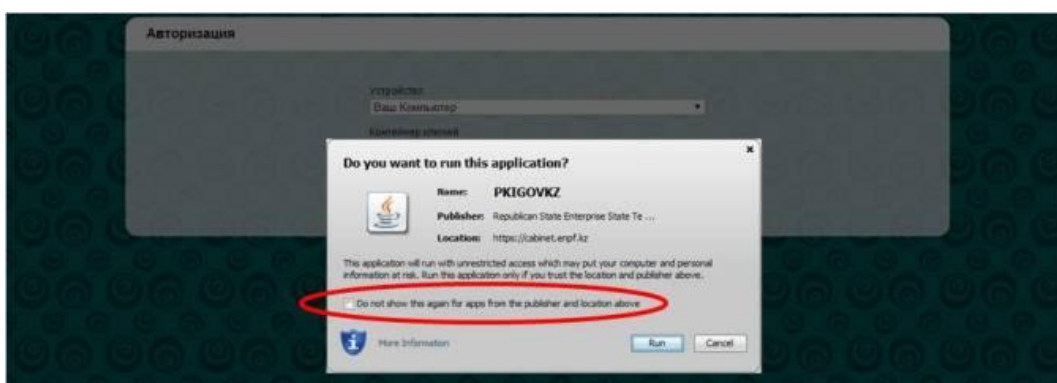 Авторизация
Устройство
Ваш Компьютер
Контейнер ключей
Do you want to run this application?
Name: PKIGOVKZ
Publisher: Republican State Enterprise State Te ...
Location: https://cabinet.enpf.kz
This application will run with unrestricted access which may put your computer and personal
information at risk. Run this application only if you trust the location and publisher above.
Do not show this again for apps from the publisher and location above
More Information
Run Cancel